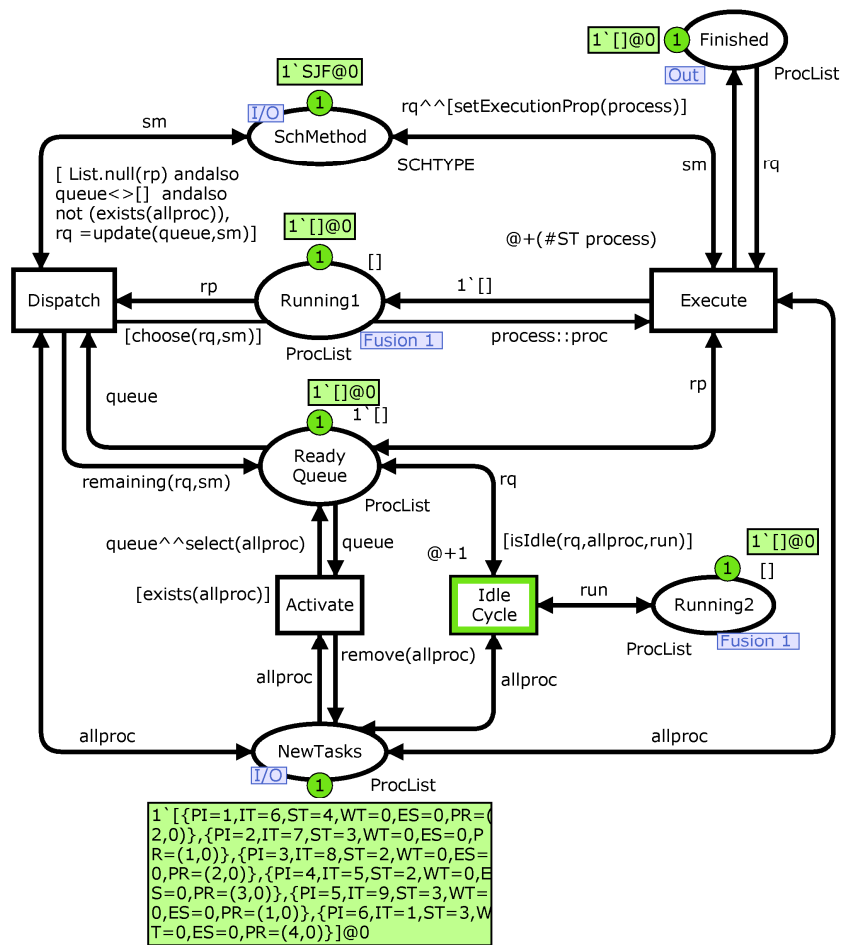 1`[]@0
1
Finished
Out
ProcList
1`SJF@0
1
I/O
SchMethod
SCHTYPE
rq^^[setExecutionProp(process)]
sm
sm
rq
[ List.null(rp) andalso
queue<>[]  andalso
not (exists(allproc)),
rq =update(queue,sm)]
1`[]@0
1
[]
@+(#ST process)
Dispatch
rp
Running1
1`[]
Execute
[choose(rq,sm)]
ProcList
Fusion 1
process::proc
1`[]@0
1
1`[]
queue
rp
Ready
Queue
remaining(rq,sm)
ProcList
rq
queue^^select(allproc)
queue
@+1
[isIdle(rq,allproc,run)]
1`[]@0
1
[]
[exists(allproc)]
Activate
Idle
Cycle
run
Running2
ProcList
Fusion 1
allproc
remove(allproc)
allproc
allproc
NewTasks
allproc
I/O
1
ProcList
1`[{PI=1,IT=6,ST=4,WT=0,ES=0,PR=(
2,0)},{PI=2,IT=7,ST=3,WT=0,ES=0,P
R=(1,0)},{PI=3,IT=8,ST=2,WT=0,ES=
0,PR=(2,0)},{PI=4,IT=5,ST=2,WT=0,E
S=0,PR=(3,0)},{PI=5,IT=9,ST=3,WT=
0,ES=0,PR=(1,0)},{PI=6,IT=1,ST=3,W
T=0,ES=0,PR=(4,0)}]@0